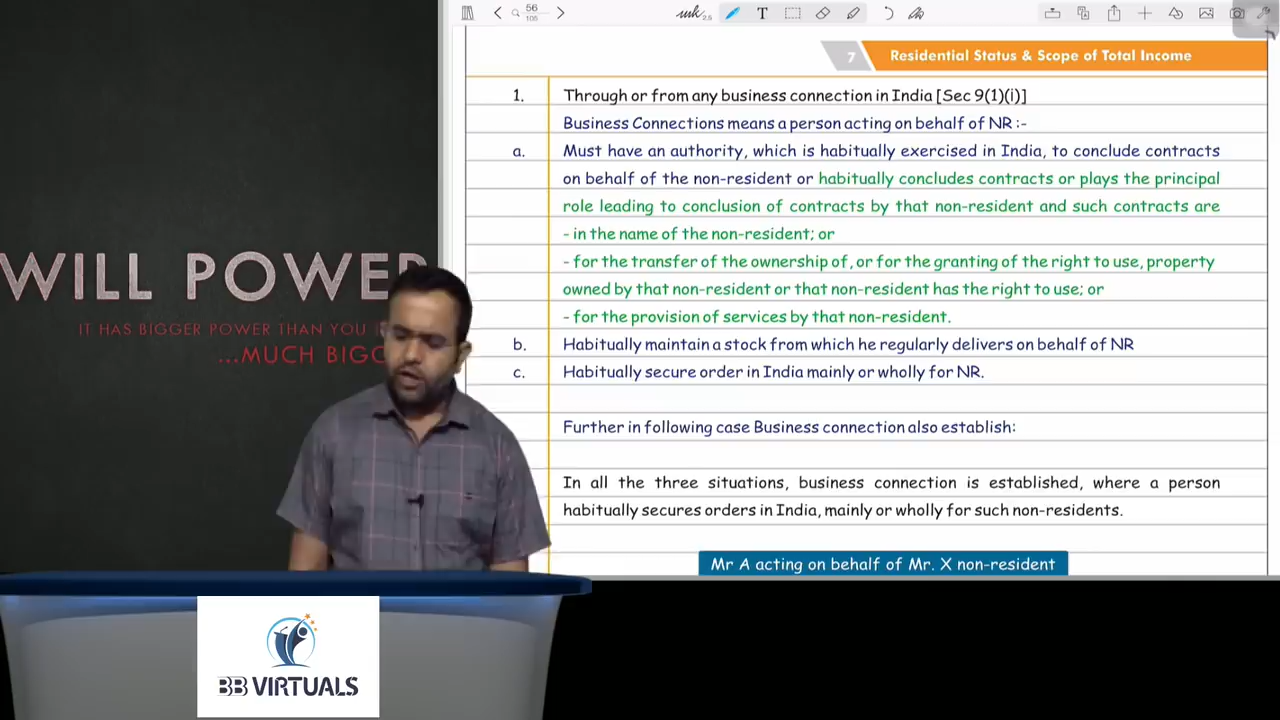 56
105
2.5
T
7 Residential Status & Scope of Total Income
1. Through or from any business connection in India [Sec 9(1)(i)]
Business Connections means a person acting on behalf of NR :-
a. Must have an authority, which is habitually exercised in India, to conclude contracts
on behalf of the non-resident or habitually concludes contracts or plays the principal
role leading to conclusion of contracts by that non-resident and such contracts are
- in the name of the non-resident; or
- for the transfer of the ownership of, or for the granting of the right to use, property
owned by that non-resident or that non-resident has the right to use; or
- for the provision of services by that non-resident.
b. Habitually maintain a stock from which he regularly delivers on behalf of NR
c. Habitually secure order in India mainly or wholly for NR.
Further in following case Business connection also establish:
In all the three situations, business connection is established, where a person
habitually secures orders in India, mainly or wholly for such non-residents.
Mr A acting on behalf of Mr. X non-resident
WILL POWER
IT HAS BIGGER POWER THAN YOU
...MUCH
BB VIRTUALS